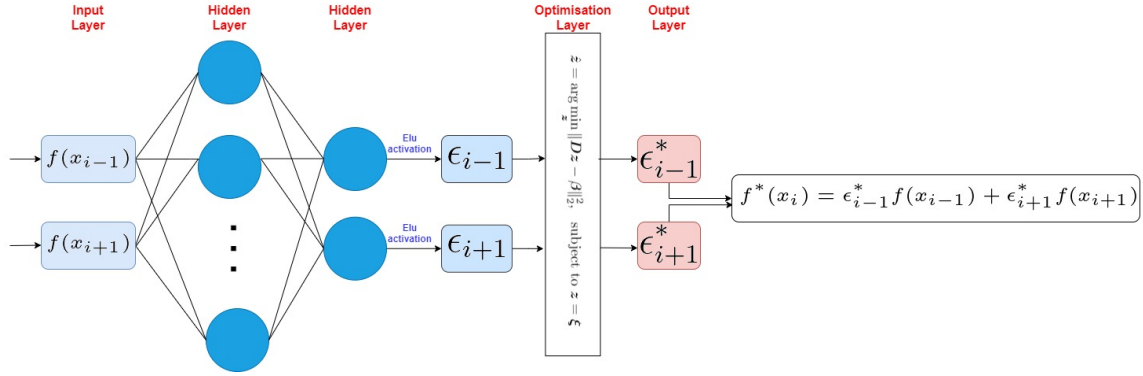 Input
Layer
Hidden
Layer
Hidden
Layer
Optimisation
Layer
Output
Layer
f(x_{i-1})
f(x_{i+1})
Elu
activation
Elu
activation
ϵ_{i-1}
ϵ_{i+1}
ẑ = arg min_z ||Dz − β||_2^2, subject to z = ξ
ϵ*_{i-1}
ϵ*_{i+1}
f*(x_i) = ϵ*_{i-1} f(x_{i-1}) + ϵ*_{i+1} f(x_{i+1})